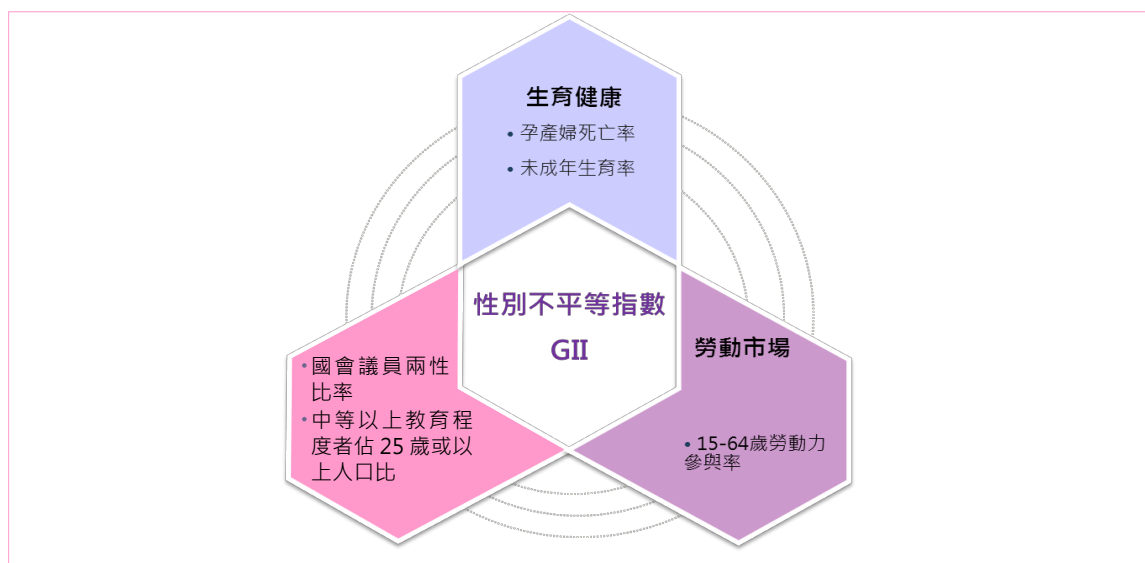 生育健康
• 孕產婦死亡率
• 未成年生育率
性別不平等指數
GII
•國會議員兩性
比率
•中等以上教育程
度者佔 25 歲或以
上人口比
勞動市場
• 15-64歲勞動力
參與率